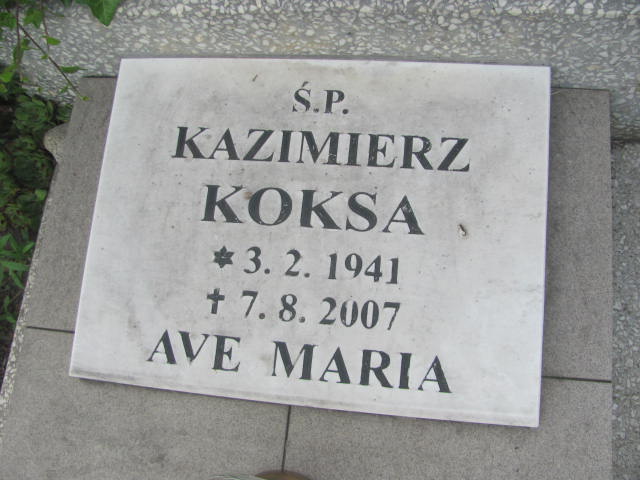 Ś.P.
KAZIMIERZ
KOKSA
* 3. 2. 1941
✝ 7. 8. 2007
AVE MARIA